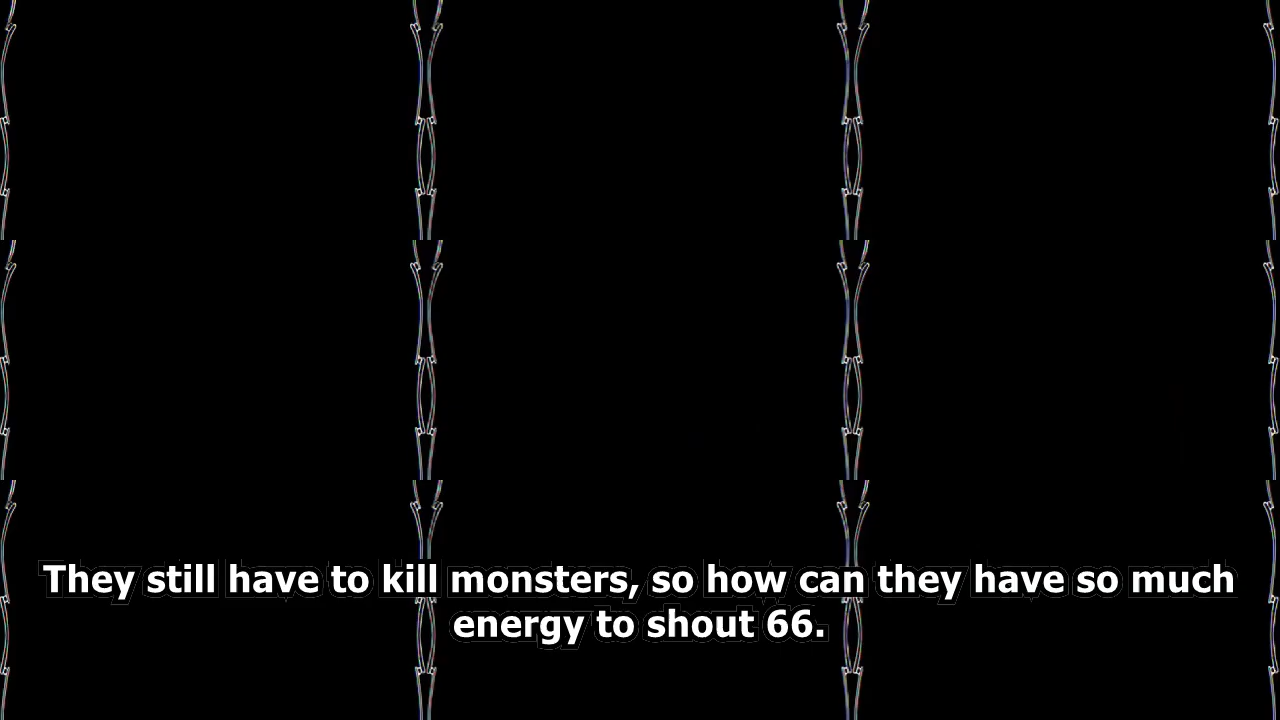 They still have to kill monsters, so how can they have so much
energy to shout 66.